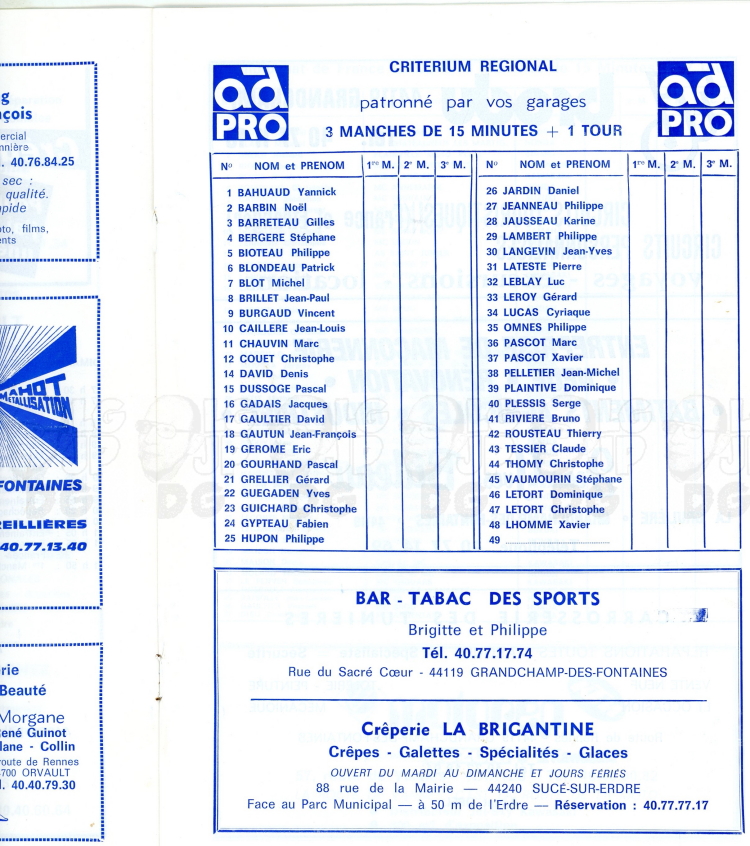 g
çois
ercial
nnière
. 40.76.84.25
sec :
qualité.
pide
oto, films,
ents
MAHOT
METALLISATION
FONTAINES
REILLIÈRES
40.77.13.40
rie
Beauté
Morgane
ené Guinot
lane - Collin
route de Rennes
4700 ORVAULT
l. 40.40.79.30
ad
PRO
CRITERIUM REGIONAL
patronné par vos garages
3 MANCHES DE 15 MINUTES + 1 TOUR
ad
PRO
N° NOM et PRENOM 1re M. 2e M. 3e M.
1 BAHUAUD Yannick
2 BARBIN Noël
3 BARRETEAU Gilles
4 BERGERE Stéphane
5 BIOTEAU Philippe
6 BLONDEAU Patrick
7 BLOT Michel
8 BRILLET Jean-Paul
9 BURGAUD Vincent
10 CAILLERE Jean-Louis
11 CHAUVIN Marc
12 COUET Christophe
14 DAVID Denis
15 DUSSOGE Pascal
16 GADAIS Jacques
17 GAULTIER David
18 GAUTUN Jean-François
19 GEROME Eric
20 GOURHAND Pascal
21 GRELLIER Gérard
22 GUEGADEN Yves
23 GUICHARD Christophe
24 GYPTEAU Fabien
25 HUPON Philippe
N° NOM et PRENOM 1re M. 2e M. 3e M.
26 JARDIN Daniel
27 JEANNEAU Philippe
28 JAUSSEAU Karine
29 LAMBERT Philippe
30 LANGEVIN Jean-Yves
31 LATESTE Pierre
32 LEBLAY Luc
33 LEROY Gérard
34 LUCAS Cyriaque
35 OMNES Philippe
36 PASCOT Marc
37 PASCOT Xavier
38 PELLETIER Jean-Michel
39 PLAINTIVE Dominique
40 PLESSIS Serge
41 RIVIERE Bruno
42 ROUSTEAU Thierry
43 TESSIER Claude
44 THOMY Christophe
45 VAUMOURIN Stéphane
46 LETORT Dominique
47 LETORT Christophe
48 LHOMME Xavier
49
BAR - TABAC DES SPORTS
Brigitte et Philippe
Tél. 40.77.17.74
Rue du Sacré Cœur - 44119 GRANDCHAMP-DES-FONTAINES
Crêperie LA BRIGANTINE
Crêpes - Galettes - Spécialités - Glaces
OUVERT DU MARDI AU DIMANCHE ET JOURS FÉRIÉS
88 rue de la Mairie — 44240 SUCÉ-SUR-ERDRE
Face au Parc Municipal — à 50 m de l'Erdre — Réservation : 40.77.77.17